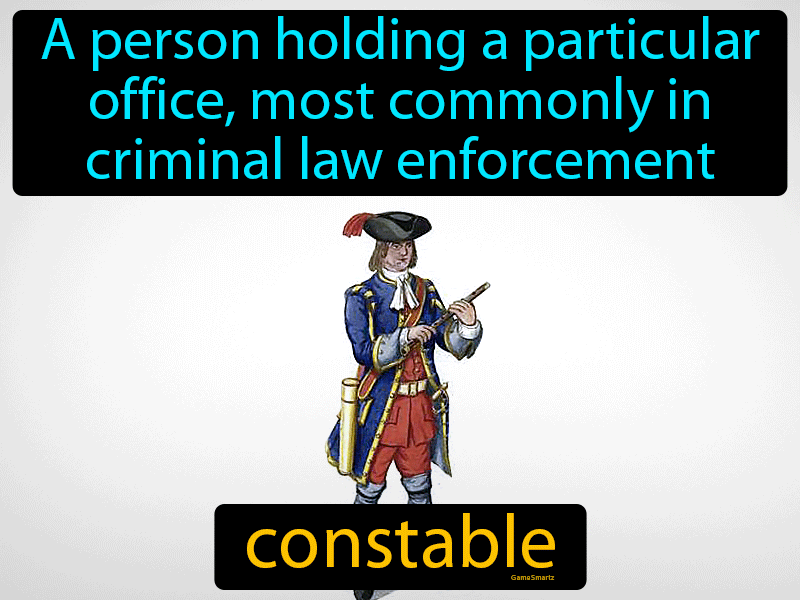 A person holding a particular
office, most commonly in
criminal law enforcement
constable
GameSmartz